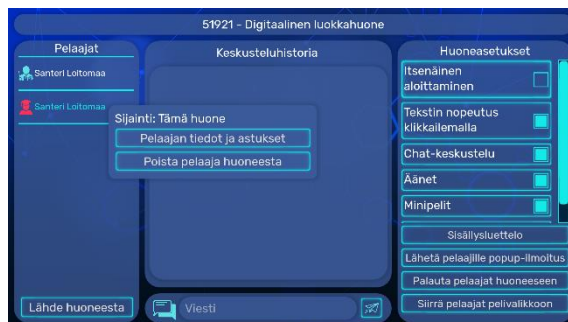 51921 - Digitaalinen luokkahuone
Pelaajat
Santeri Loitomaa
Santeri Loitomaa
Keskusteluhistoria
Sijainti: Tämä huone
Pelaajan tiedot ja astukset
Poista pelaaja huoneesta
Huoneasetukset
Itsenäinen
aloittaminen
Tekstin nopeutus
klikkailemalla
Chat-keskustelu
Äänet
Minipelit
Sisällysluettelo
Lähetä pelaajille popup-ilmoitus
Palauta pelaajat huoneeseen
Siirrä pelaajat pelivalikkoon
Lähde huoneesta
Viesti